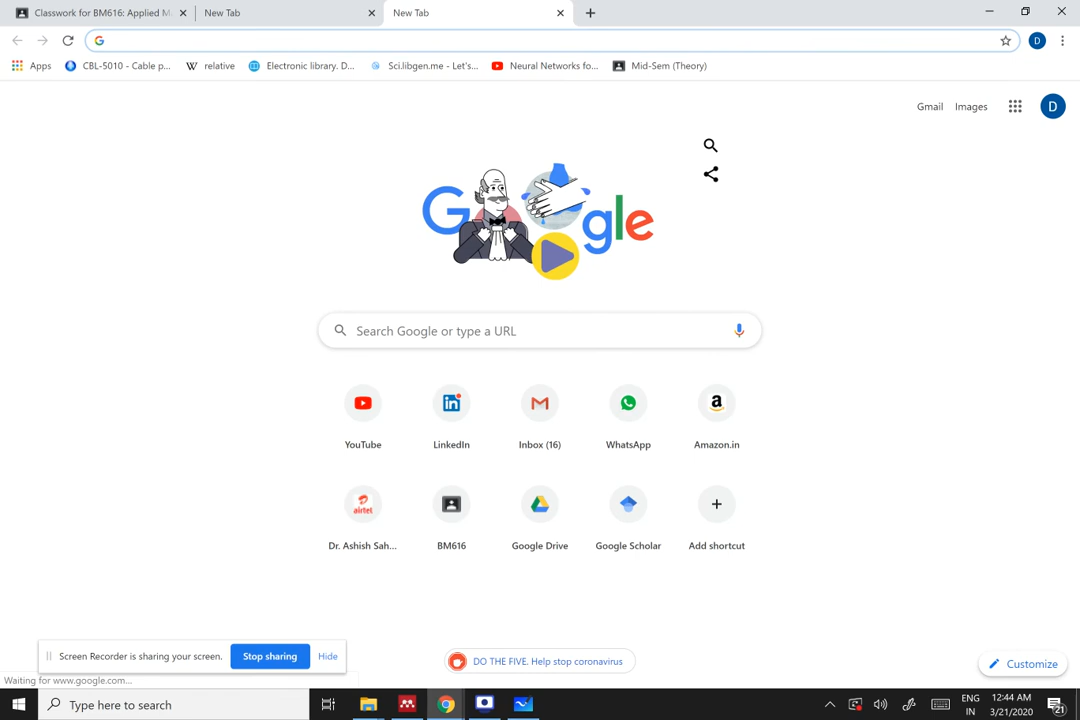 Classwork for BM616: Applied M
New Tab
New Tab
Apps
CBL-5010 - Cable p...
relative
Electronic library. D...
Sci.libgen.me - Let's...
Neural Networks fo...
Mid-Sem (Theory)
Gmail
Images
D
D
Google
Search Google or type a URL
YouTube
LinkedIn
Inbox (16)
WhatsApp
Amazon.in
airtel
Dr. Ashish Sah...
BM616
Google Drive
Google Scholar
Add shortcut
Screen Recorder is sharing your screen.
Stop sharing
Hide
DO THE FIVE. Help stop coronavirus
Customize
Waiting for www.google.com...
Type here to search
ENG
IN
12:44 AM
3/21/2020
21